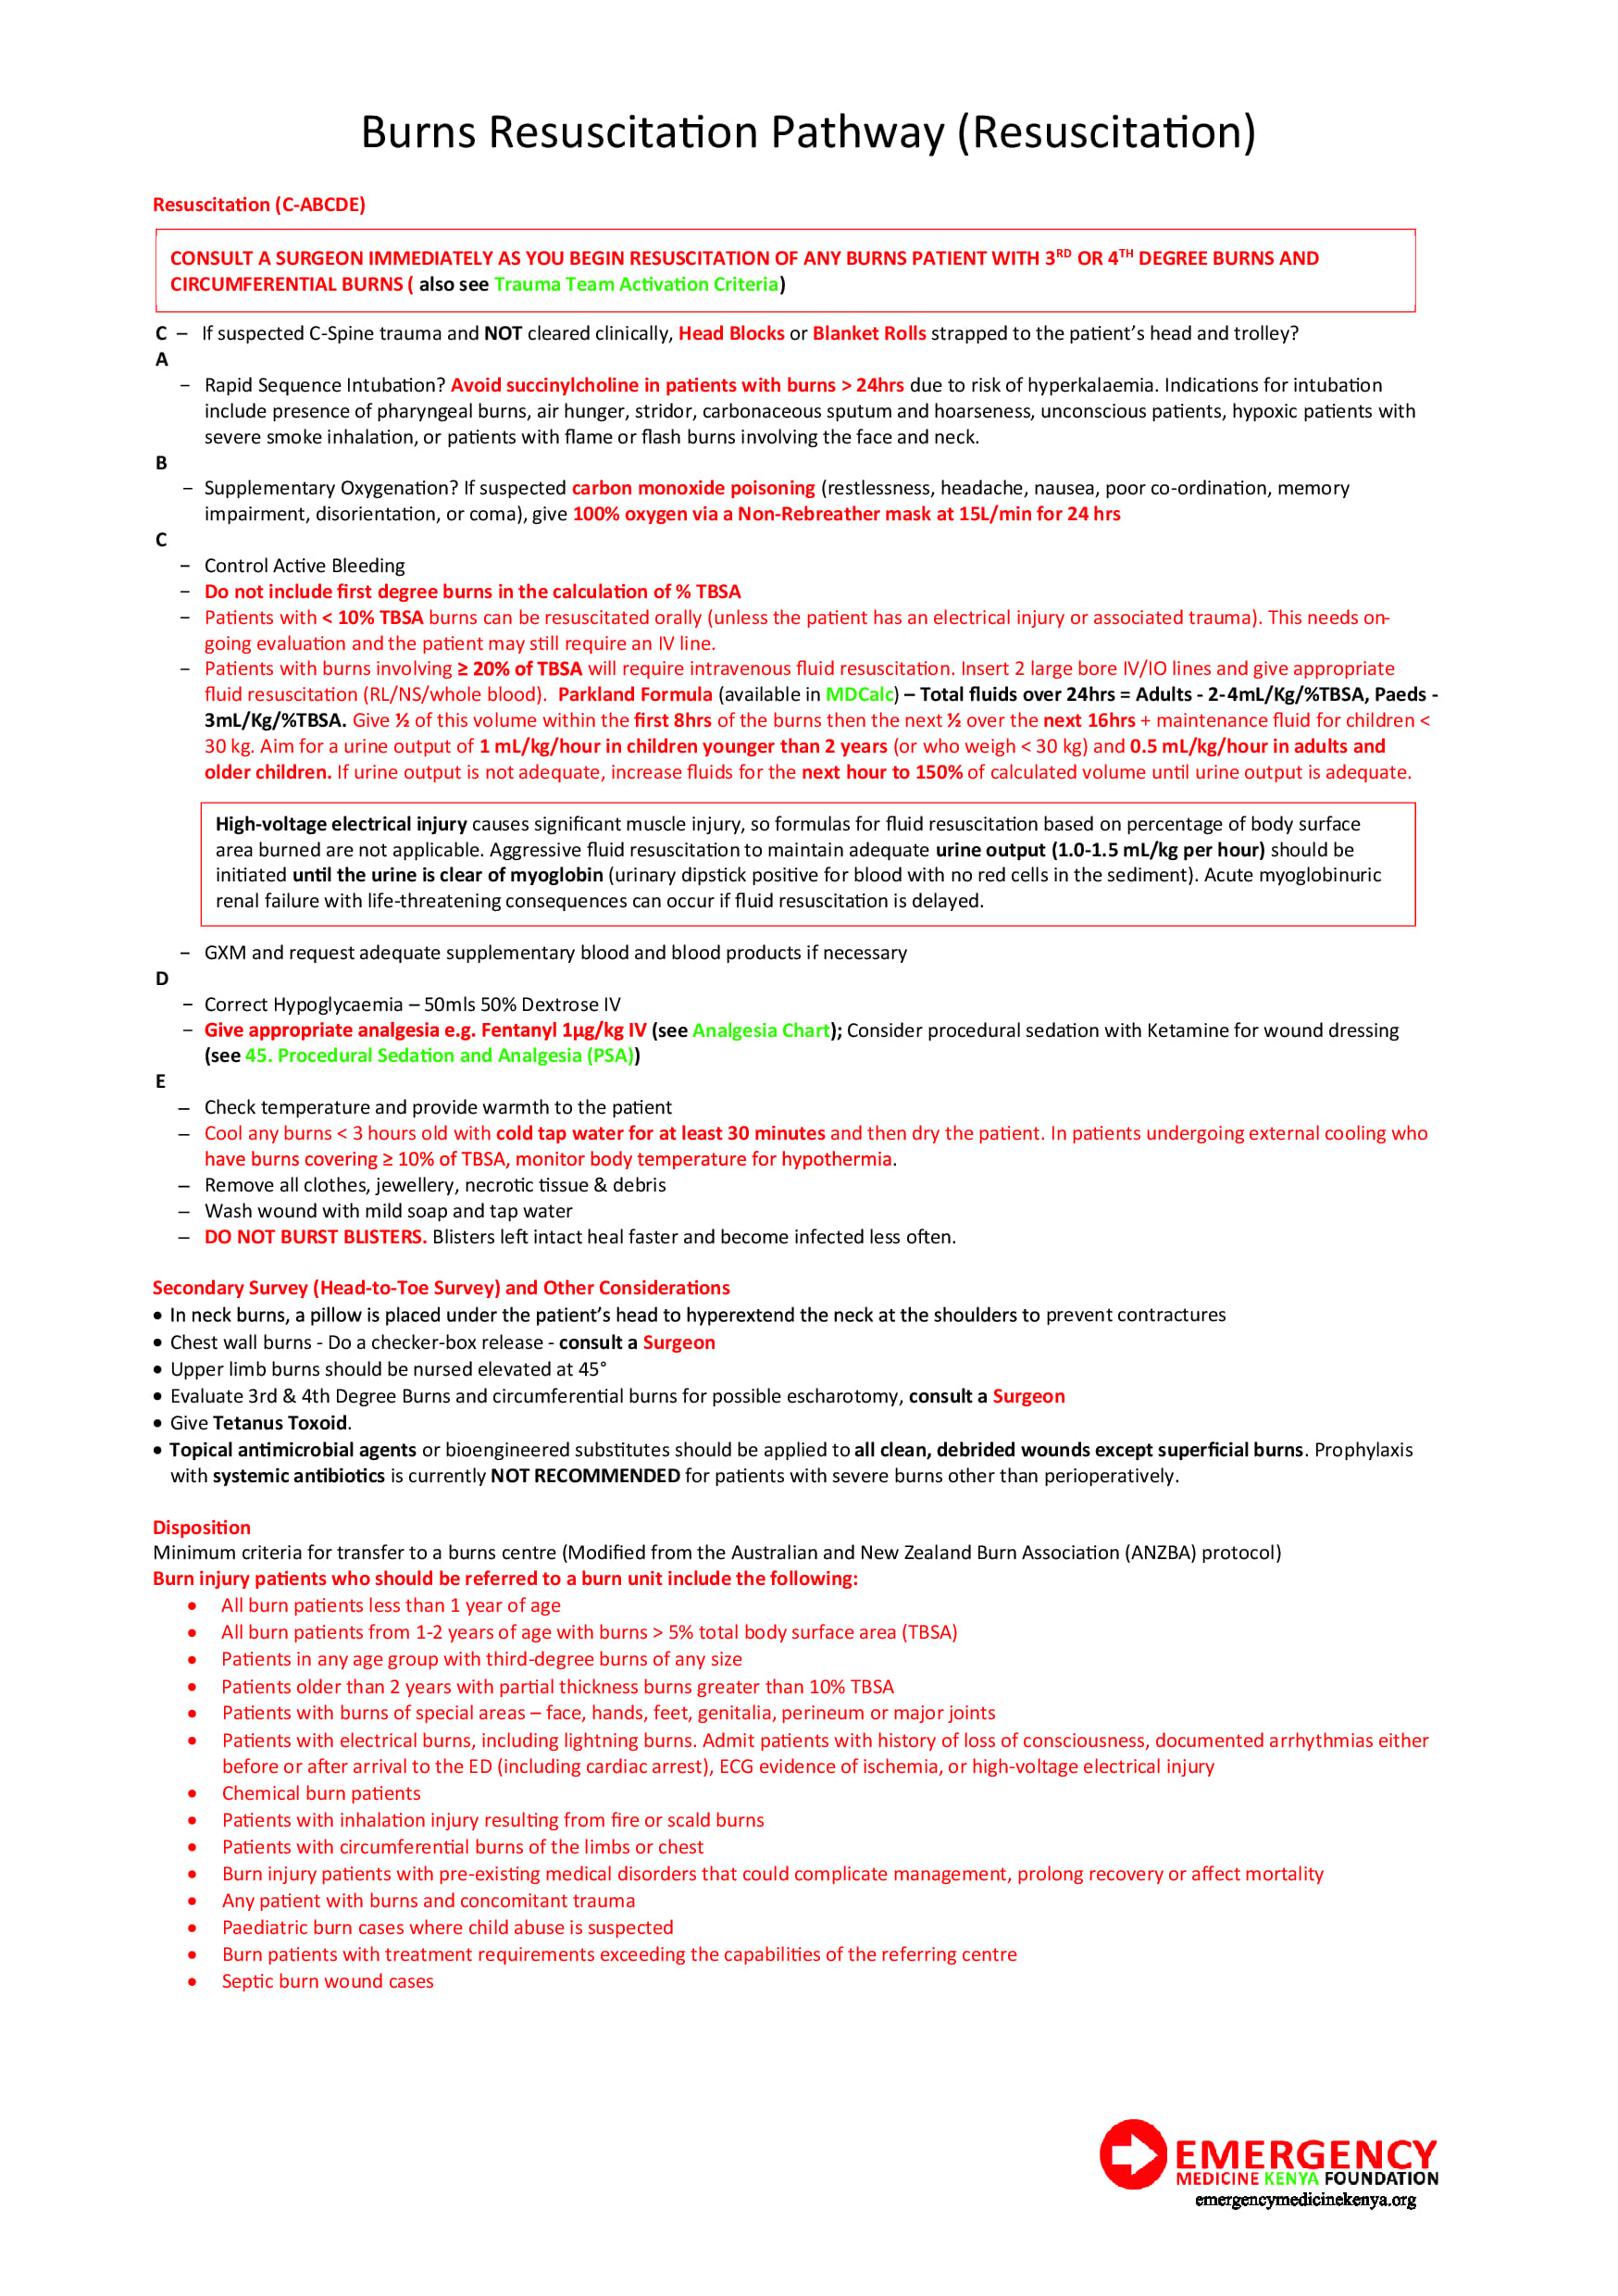 Burns Resuscitation Pathway (Resuscitation)
Resuscitation (C-ABCDE)
CONSULT A SURGEON IMMEDIATELY AS YOU BEGIN RESUSCITATION OF ANY BURNS PATIENT WITH 3RD OR 4TH DEGREE BURNS AND
CIRCUMFERENTIAL BURNS ( also see Trauma Team Activation Criteria)
C – If suspected C-Spine trauma and NOT cleared clinically, Head Blocks or Blanket Rolls strapped to the patient's head and trolley?
A
– Rapid Sequence Intubation? Avoid succinylcholine in patients with burns > 24hrs due to risk of hyperkalaemia. Indications for intubation
include presence of pharyngeal burns, air hunger, stridor, carbonaceous sputum and hoarseness, unconscious patients, hypoxic patients with
severe smoke inhalation, or patients with flame or flash burns involving the face and neck.
B
– Supplementary Oxygenation? If suspected carbon monoxide poisoning (restlessness, headache, nausea, poor co-ordination, memory
impairment, disorientation, or coma), give 100% oxygen via a Non-Rebreather mask at 15L/min for 24 hrs
C
– Control Active Bleeding
– Do not include first degree burns in the calculation of % TBSA
– Patients with < 10% TBSA burns can be resuscitated orally (unless the patient has an electrical injury or associated trauma). This needs on-
going evaluation and the patient may still require an IV line.
– Patients with burns involving ≥ 20% of TBSA will require intravenous fluid resuscitation. Insert 2 large bore IV/IO lines and give appropriate
fluid resuscitation (RL/NS/whole blood). Parkland Formula (available in MDCalc) – Total fluids over 24hrs = Adults - 2-4mL/Kg/%TBSA, Paeds -
3mL/Kg/%TBSA. Give ½ of this volume within the first 8hrs of the burns then the next ½ over the next 16hrs + maintenance fluid for children <
30 kg. Aim for a urine output of 1 mL/kg/hour in children younger than 2 years (or who weigh < 30 kg) and 0.5 mL/kg/hour in adults and
older children. If urine output is not adequate, increase fluids for the next hour to 150% of calculated volume until urine output is adequate.
High-voltage electrical injury causes significant muscle injury, so formulas for fluid resuscitation based on percentage of body surface
area burned are not applicable. Aggressive fluid resuscitation to maintain adequate urine output (1.0-1.5 mL/kg per hour) should be
initiated until the urine is clear of myoglobin (urinary dipstick positive for blood with no red cells in the sediment). Acute myoglobinuric
renal failure with life-threatening consequences can occur if fluid resuscitation is delayed.
– GXM and request adequate supplementary blood and blood products if necessary
D
– Correct Hypoglycaemia – 50mls 50% Dextrose IV
– Give appropriate analgesia e.g. Fentanyl 1µg/kg IV (see Analgesia Chart); Consider procedural sedation with Ketamine for wound dressing
(see 45. Procedural Sedation and Analgesia (PSA))
E
– Check temperature and provide warmth to the patient
– Cool any burns < 3 hours old with cold tap water for at least 30 minutes and then dry the patient. In patients undergoing external cooling who
have burns covering ≥ 10% of TBSA, monitor body temperature for hypothermia.
– Remove all clothes, jewellery, necrotic tissue & debris
– Wash wound with mild soap and tap water
– DO NOT BURST BLISTERS. Blisters left intact heal faster and become infected less often.
Secondary Survey (Head-to-Toe Survey) and Other Considerations
• In neck burns, a pillow is placed under the patient's head to hyperextend the neck at the shoulders to prevent contractures
• Chest wall burns - Do a checker-box release - consult a Surgeon
• Upper limb burns should be nursed elevated at 45°
• Evaluate 3rd & 4th Degree Burns and circumferential burns for possible escharotomy, consult a Surgeon
• Give Tetanus Toxoid.
• Topical antimicrobial agents or bioengineered substitutes should be applied to all clean, debrided wounds except superficial burns. Prophylaxis
with systemic antibiotics is currently NOT RECOMMENDED for patients with severe burns other than perioperatively.
Disposition
Minimum criteria for transfer to a burns centre (Modified from the Australian and New Zealand Burn Association (ANZBA) protocol)
Burn injury patients who should be referred to a burn unit include the following:
• All burn patients less than 1 year of age
• All burn patients from 1-2 years of age with burns > 5% total body surface area (TBSA)
• Patients in any age group with third-degree burns of any size
• Patients older than 2 years with partial thickness burns greater than 10% TBSA
• Patients with burns of special areas – face, hands, feet, genitalia, perineum or major joints
• Patients with electrical burns, including lightning burns. Admit patients with history of loss of consciousness, documented arrhythmias either
before or after arrival to the ED (including cardiac arrest), ECG evidence of ischemia, or high-voltage electrical injury
• Chemical burn patients
• Patients with inhalation injury resulting from fire or scald burns
• Patients with circumferential burns of the limbs or chest
• Burn injury patients with pre-existing medical disorders that could complicate management, prolong recovery or affect mortality
• Any patient with burns and concomitant trauma
• Paediatric burn cases where child abuse is suspected
• Burn patients with treatment requirements exceeding the capabilities of the referring centre
• Septic burn wound cases
EMERGENCY
MEDICINE KENYA FOUNDATION
emergencymedicinekenya.org